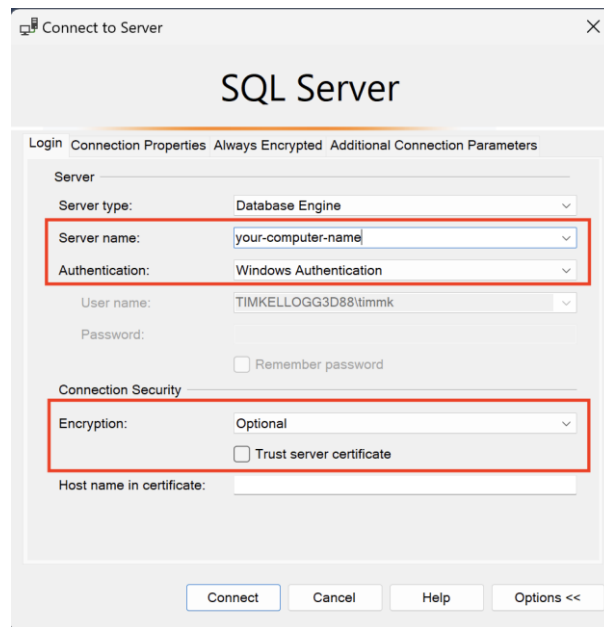 Connect to Server
SQL Server
Login Connection Properties Always Encrypted Additional Connection Parameters
Server
Server type: Database Engine
Server name: your-computer-name
Authentication: Windows Authentication
User name: TIMKELLOGG3D88\timmk
Password:
Remember password
Connection Security
Encryption: Optional
Trust server certificate
Host name in certificate:
Connect Cancel Help Options <<